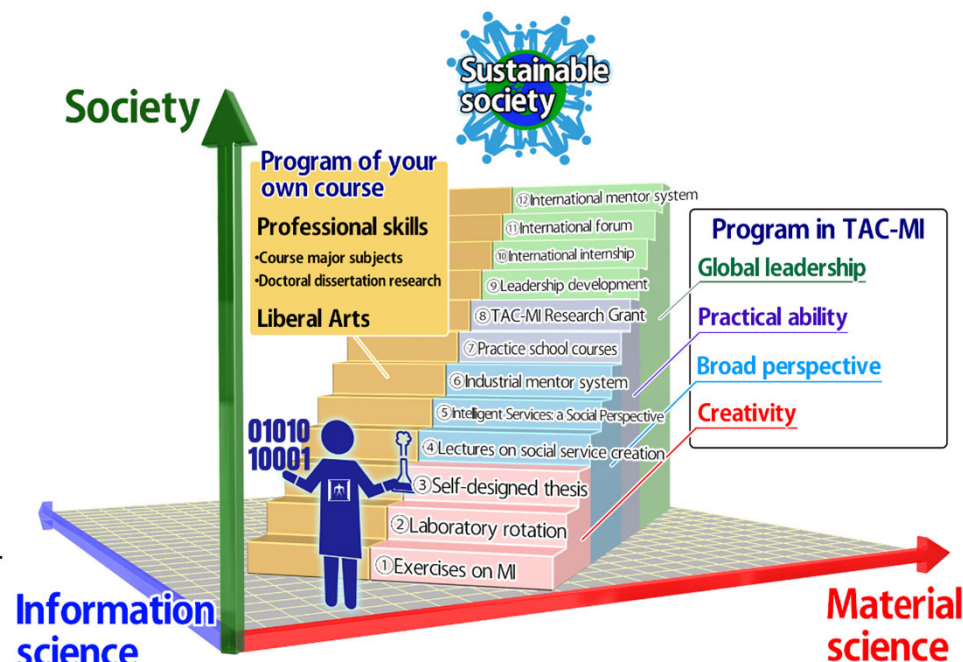 Sustainable
society
Society
Program of your
own course
Professional skills
•Course major subjects
•Doctoral dissertation research
Liberal Arts
⑫International mentor system
⑪International forum
⑩International internship
⑨Leadership development
⑧TAC-MI Research Grant
⑦Practice school courses
⑥Industrial mentor system
⑤Intelligent Services: a Social Perspective
④Lectures on social service creation
③Self-designed thesis
②Laboratory rotation
①Exercises on MI
Program in TAC-MI
Global leadership
Practical ability
Broad perspective
Creativity
01010
10001
Information
science
Material
science